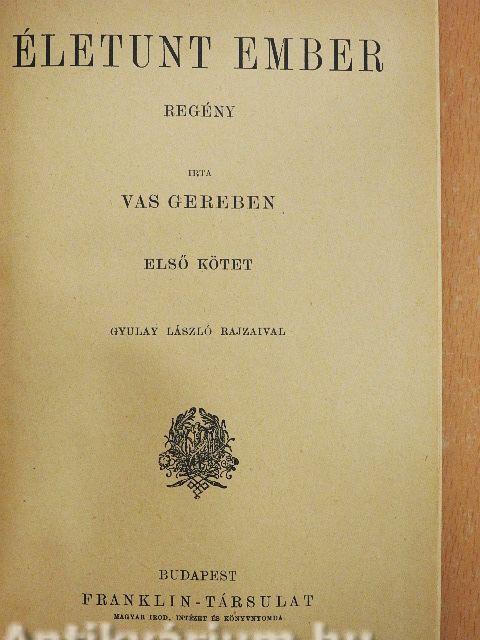 ÉLETUNT EMBER
REGÉNY
IRTA
VAS GEREBEN
ELSŐ KÖTET
GYULAY LÁSZLÓ RAJZAIVAL
BUDAPEST
FRANKLIN-TÁRSULAT
MAGYAR IROD. INTÉZET ÉS KÖNYVNYOMDA